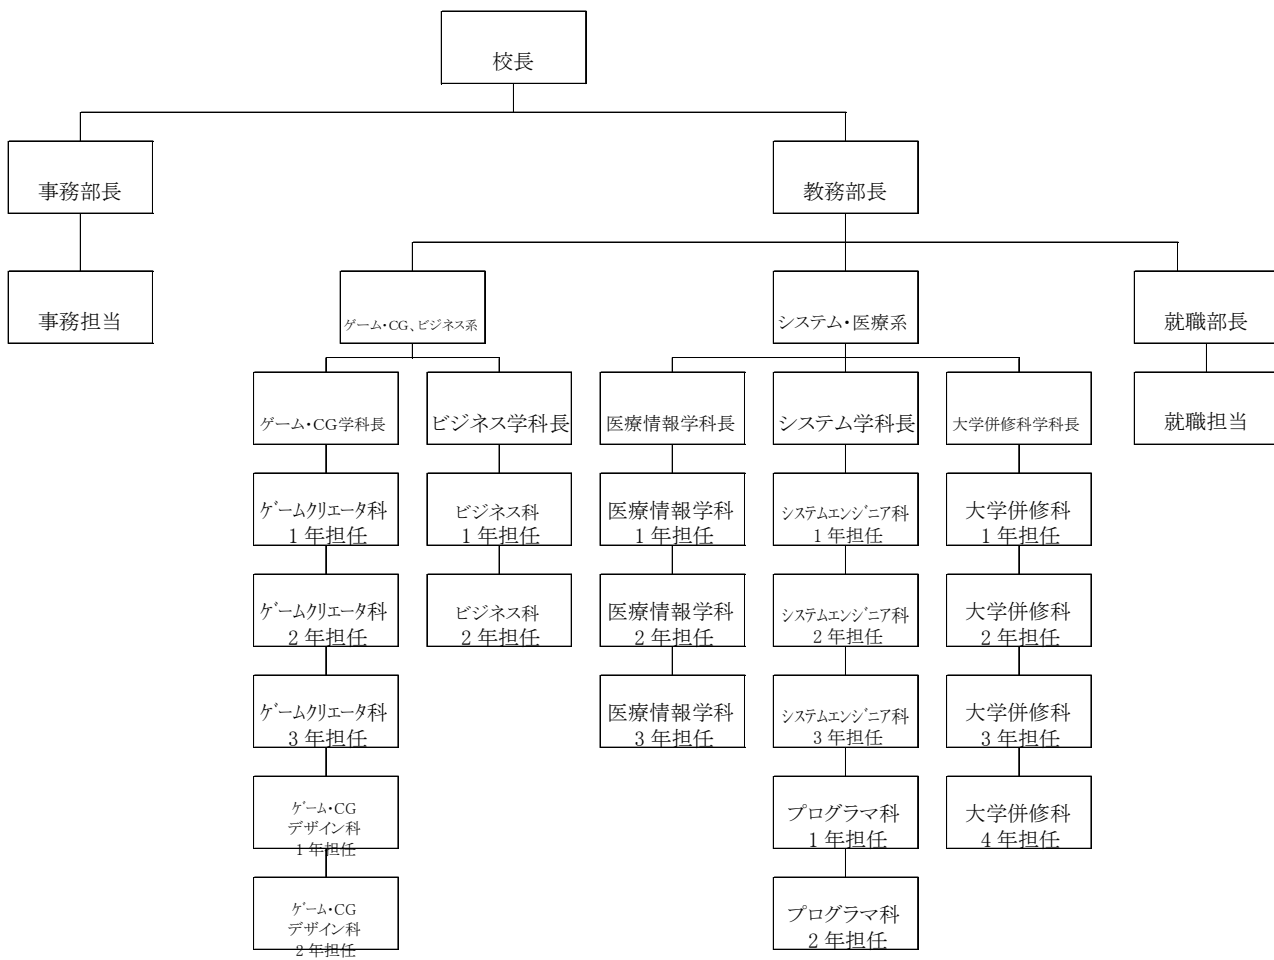 校長
事務部長
教務部長
事務担当
ゲーム・CG、ビジネス系
システム・医療系
就職部長
ゲーム・CG学科長
ビジネス学科長
医療情報学科長
システム学科長
大学併修科学科長
就職担当
ゲームクリエータ科
1 年担任
ビジネス科
1 年担任
医療情報学科
1 年担任
システムエンジニア科
1 年担任
大学併修科
1 年担任
ゲームクリエータ科
2 年担任
ビジネス科
2 年担任
医療情報学科
2 年担任
システムエンジニア科
2 年担任
大学併修科
2 年担任
ゲームクリエータ科
3 年担任
医療情報学科
3 年担任
システムエンジニア科
3 年担任
大学併修科
3 年担任
ゲーム・CG
デザイン科
1 年担任
プログラマ科
1 年担任
大学併修科
4 年担任
ゲーム・CG
デザイン科
2 年担任
プログラマ科
2 年担任